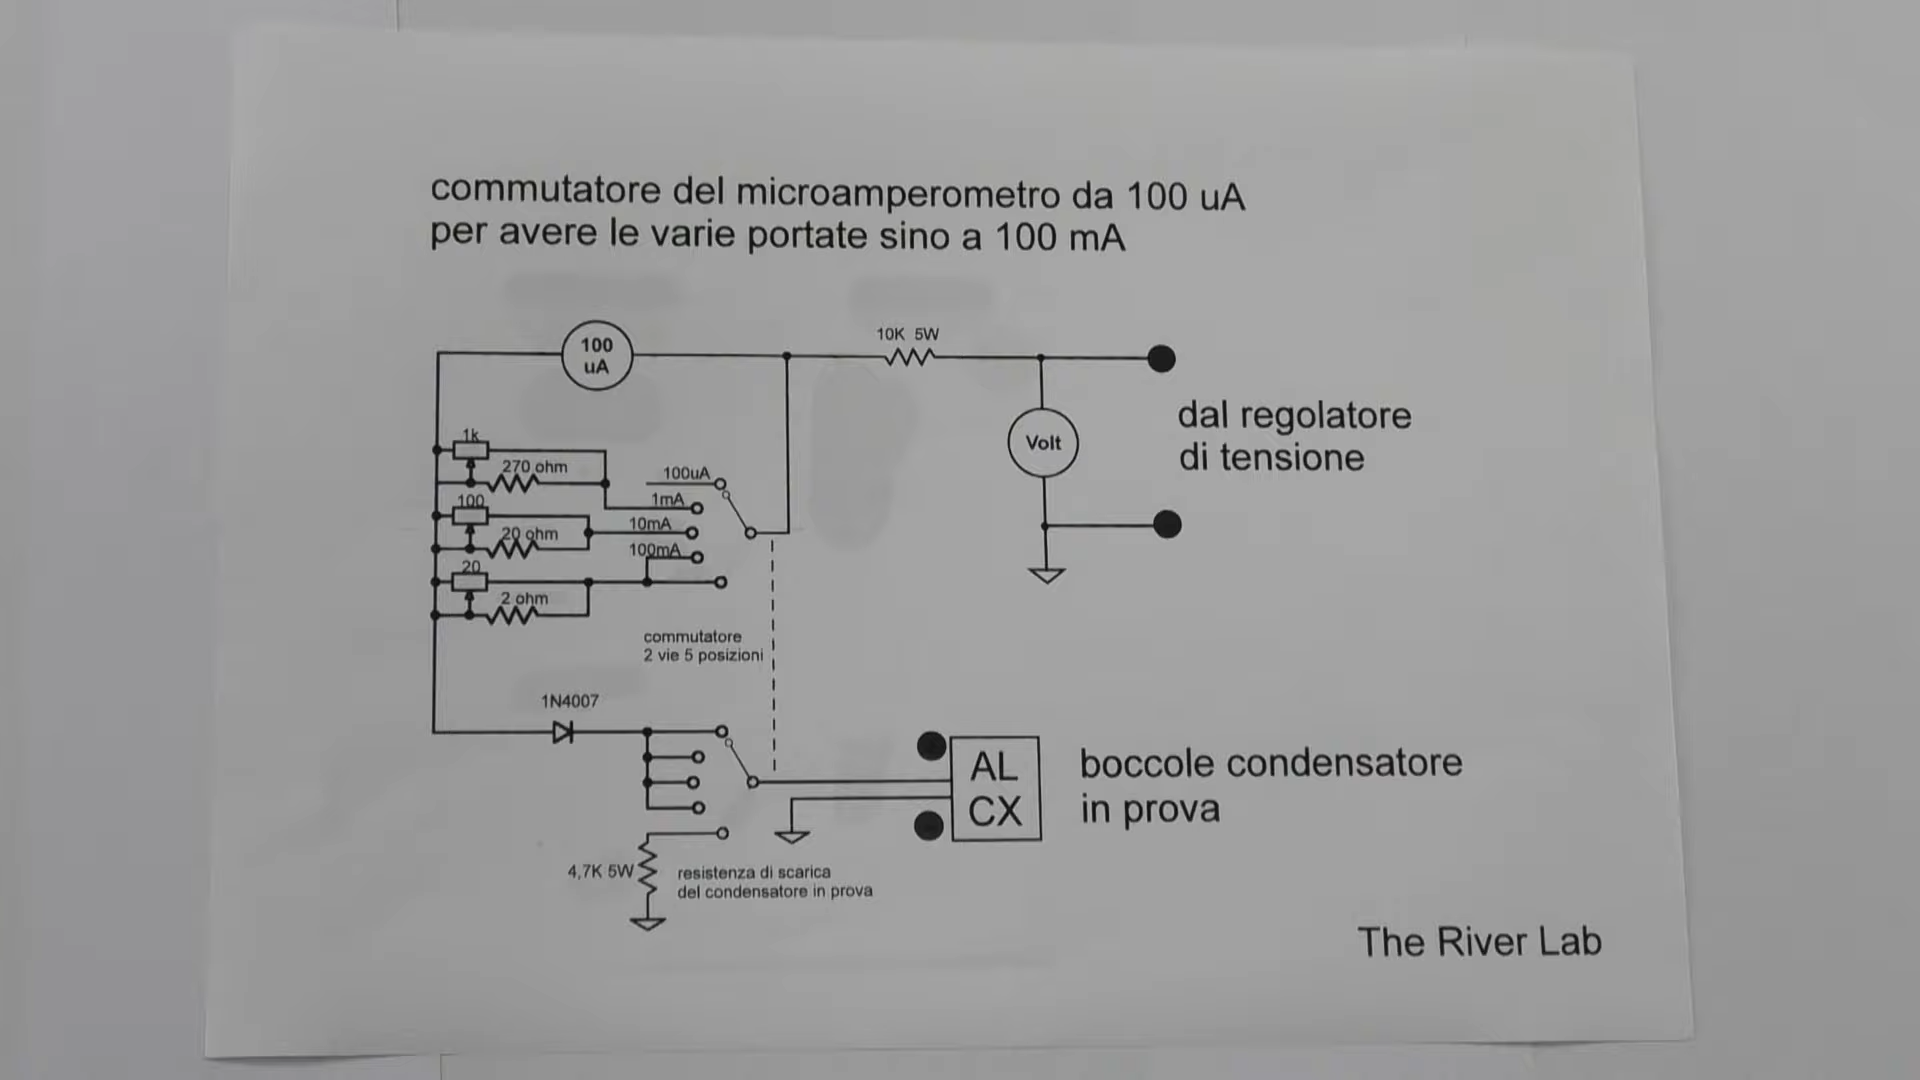 commutatore del microamperometro da 100 uA
per avere le varie portate sino a 100 mA
10K 5W
100
uA
dal regolatore
di tensione
Volt
1k
270 ohm
100uA
1mA
100
20 ohm
10mA
100mA
20
2 ohm
commutatore
2 vie 5 posizioni
1N4007
AL
CX
boccole condensatore
in prova
4,7K 5W
resistenza di scarica
del condensatore in prova
The River Lab